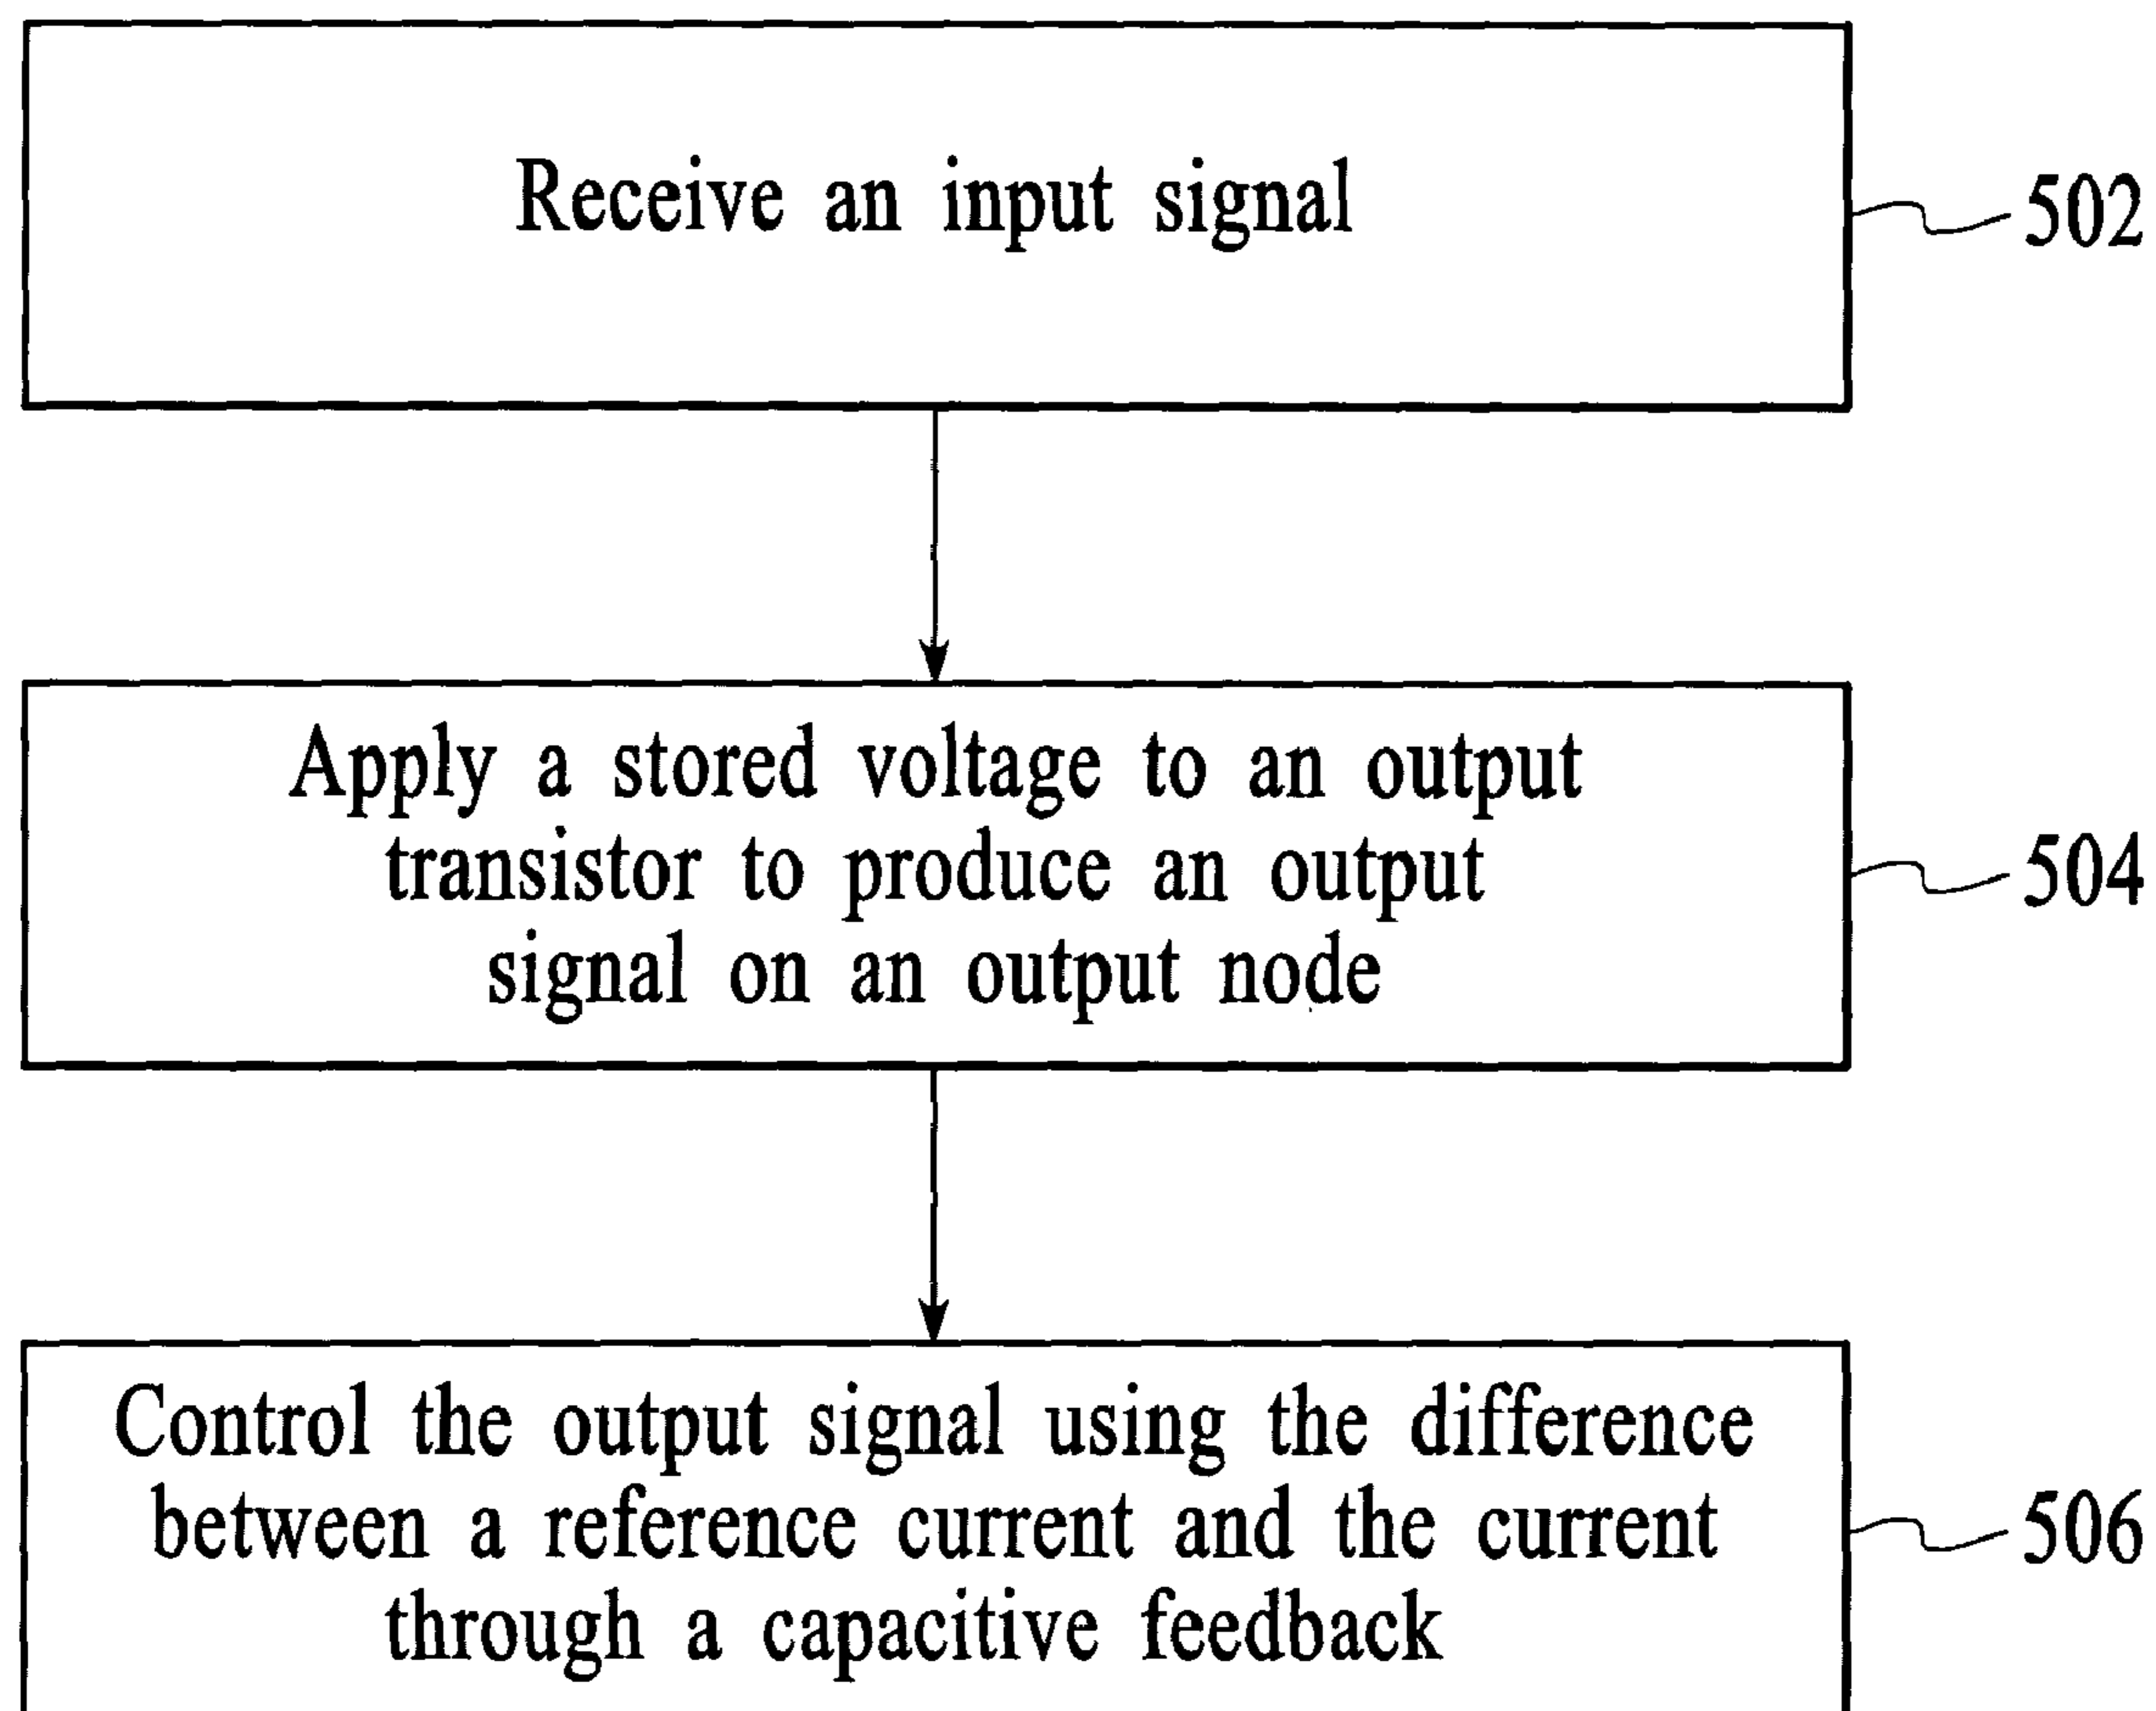 Receive an input signal
502
Apply a stored voltage to an output
transistor to produce an output
signal on an output node
504
Control the output signal using the difference
between a reference current and the current
through a capacitive feedback
506